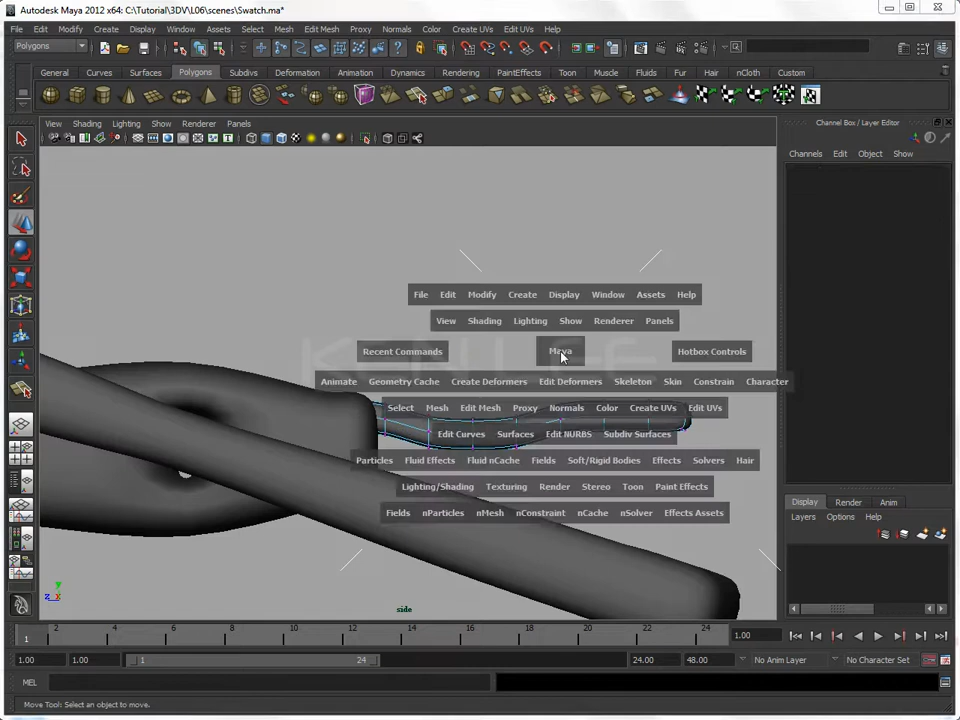 Autodesk Maya 2012 x64: C:\Tutorial\3DV\L06\scenes\Swatch.ma*
File Edit Modify Create Display Window Assets Select Mesh Edit Mesh Proxy Normals Color Create UVs Edit UVs Help
Polygons
General Curves Surfaces Polygons Subdivs Deformation Animation Dynamics Rendering PaintEffects Toon Muscle Fluids Fur Hair nCloth Custom
View Shading Lighting Show Renderer Panels
Channel Box / Layer Editor
Channels Edit Object Show
File Edit Modify Create Display Window Assets Help
View Shading Lighting Show Renderer Panels
KEN LEE
Recent Commands Maya Hotbox Controls
Animate Geometry Cache Create Deformers Edit Deformers Skeleton Skin Constrain Character
Select Mesh Edit Mesh Proxy Normals Color Create UVs Edit UVs
Edit Curves Surfaces Edit NURBS Subdiv Surfaces
Particles Fluid Effects Fluid nCache Fields Soft/Rigid Bodies Effects Solvers Hair
Lighting/Shading Texturing Render Stereo Toon Paint Effects
Fields nParticles nMesh nConstraint nCache nSolver Effects Assets
Display Render Anim
Layers Options Help
y
z x
side
1 2 4 6 8 10 12 14 16 18 20 22 24 1.00
1.00 1.00 1 24 24.00 48.00 No Anim Layer No Character Set
MEL
Move Tool: Select an object to move.